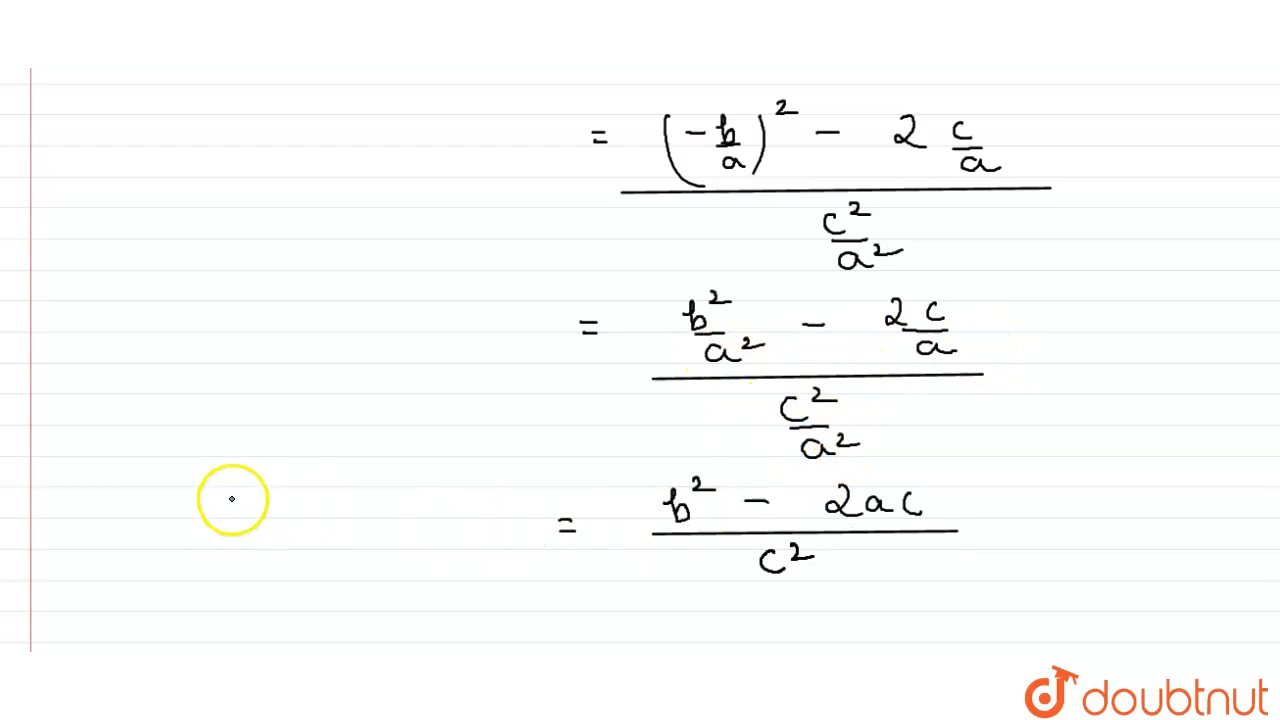 = (-b/a)² - 2 c/a
c²/a²
= b²/a² - 2c/a
c²/a²
= b² - 2ac
c²
doubtnut